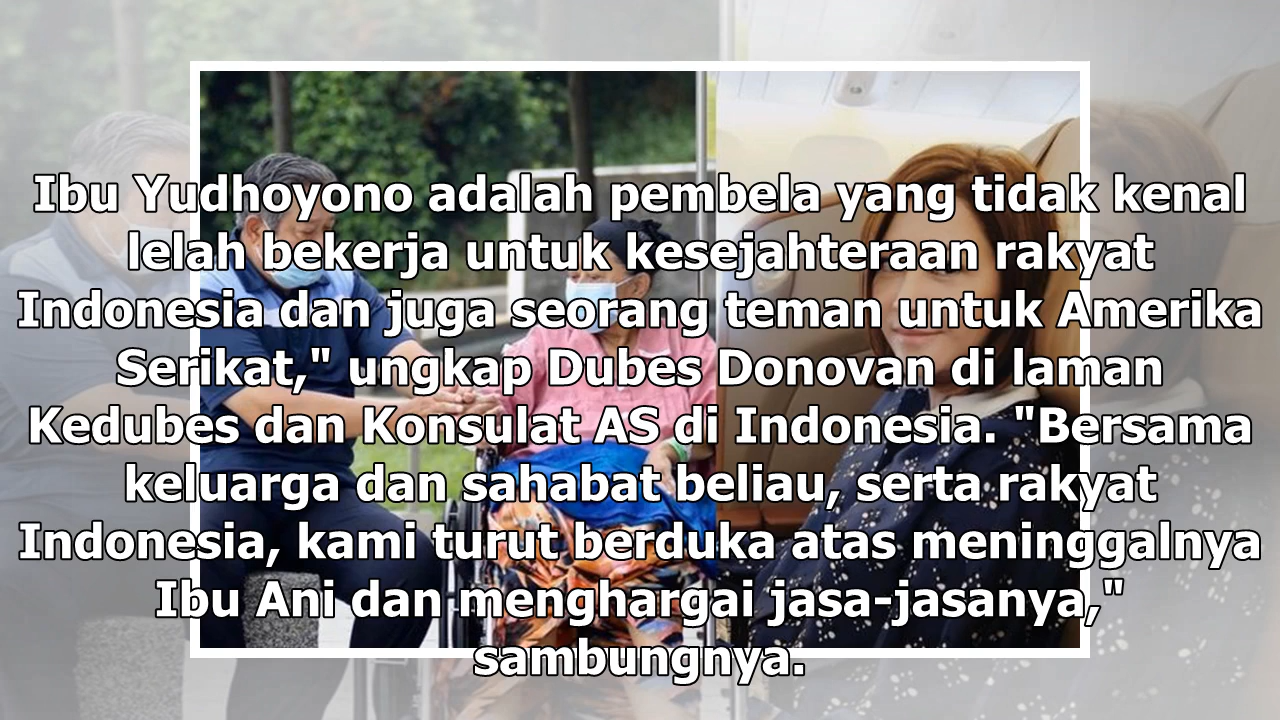 Ibu Yudhoyono adalah pembela yang tidak kenal
lelah bekerja untuk kesejahteraan rakyat
Indonesia dan juga seorang teman untuk Amerika
Serikat," ungkap Dubes Donovan di laman
Kedubes dan Konsulat AS di Indonesia. "Bersama
keluarga dan sahabat beliau, serta rakyat
Indonesia, kami turut berduka atas meninggalnya
Ibu Ani dan menghargai jasa-jasanya,"
sambungnya.